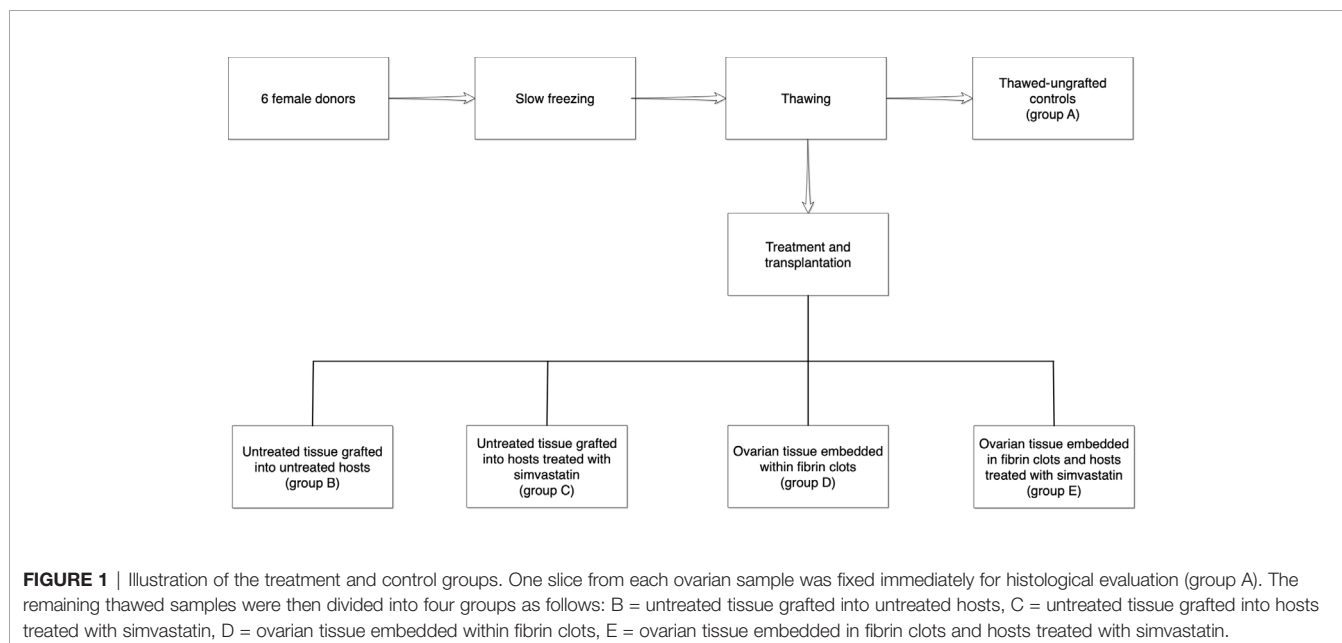 6 female donors
Slow freezing
Thawing
Thawed-ungrafted
controls
(group A)
Treatment and
transplantation
Untreated tissue grafted
into untreated hosts
(group B)
Untreated tissue grafted
into hosts treated with
simvastatin
(group C)
Ovarian tissue embedded
within fibrin clots
(group D)
Ovarian tissue embedded
in fibrin clots and hosts
treated with simvastatin
(group E)
FIGURE 1 | Illustration of the treatment and control groups. One slice from each ovarian sample was fixed immediately for histological evaluation (group A). The
remaining thawed samples were then divided into four groups as follows: B = untreated tissue grafted into untreated hosts, C = untreated tissue grafted into hosts
treated with simvastatin, D = ovarian tissue embedded within fibrin clots, E = ovarian tissue embedded in fibrin clots and hosts treated with simvastatin.